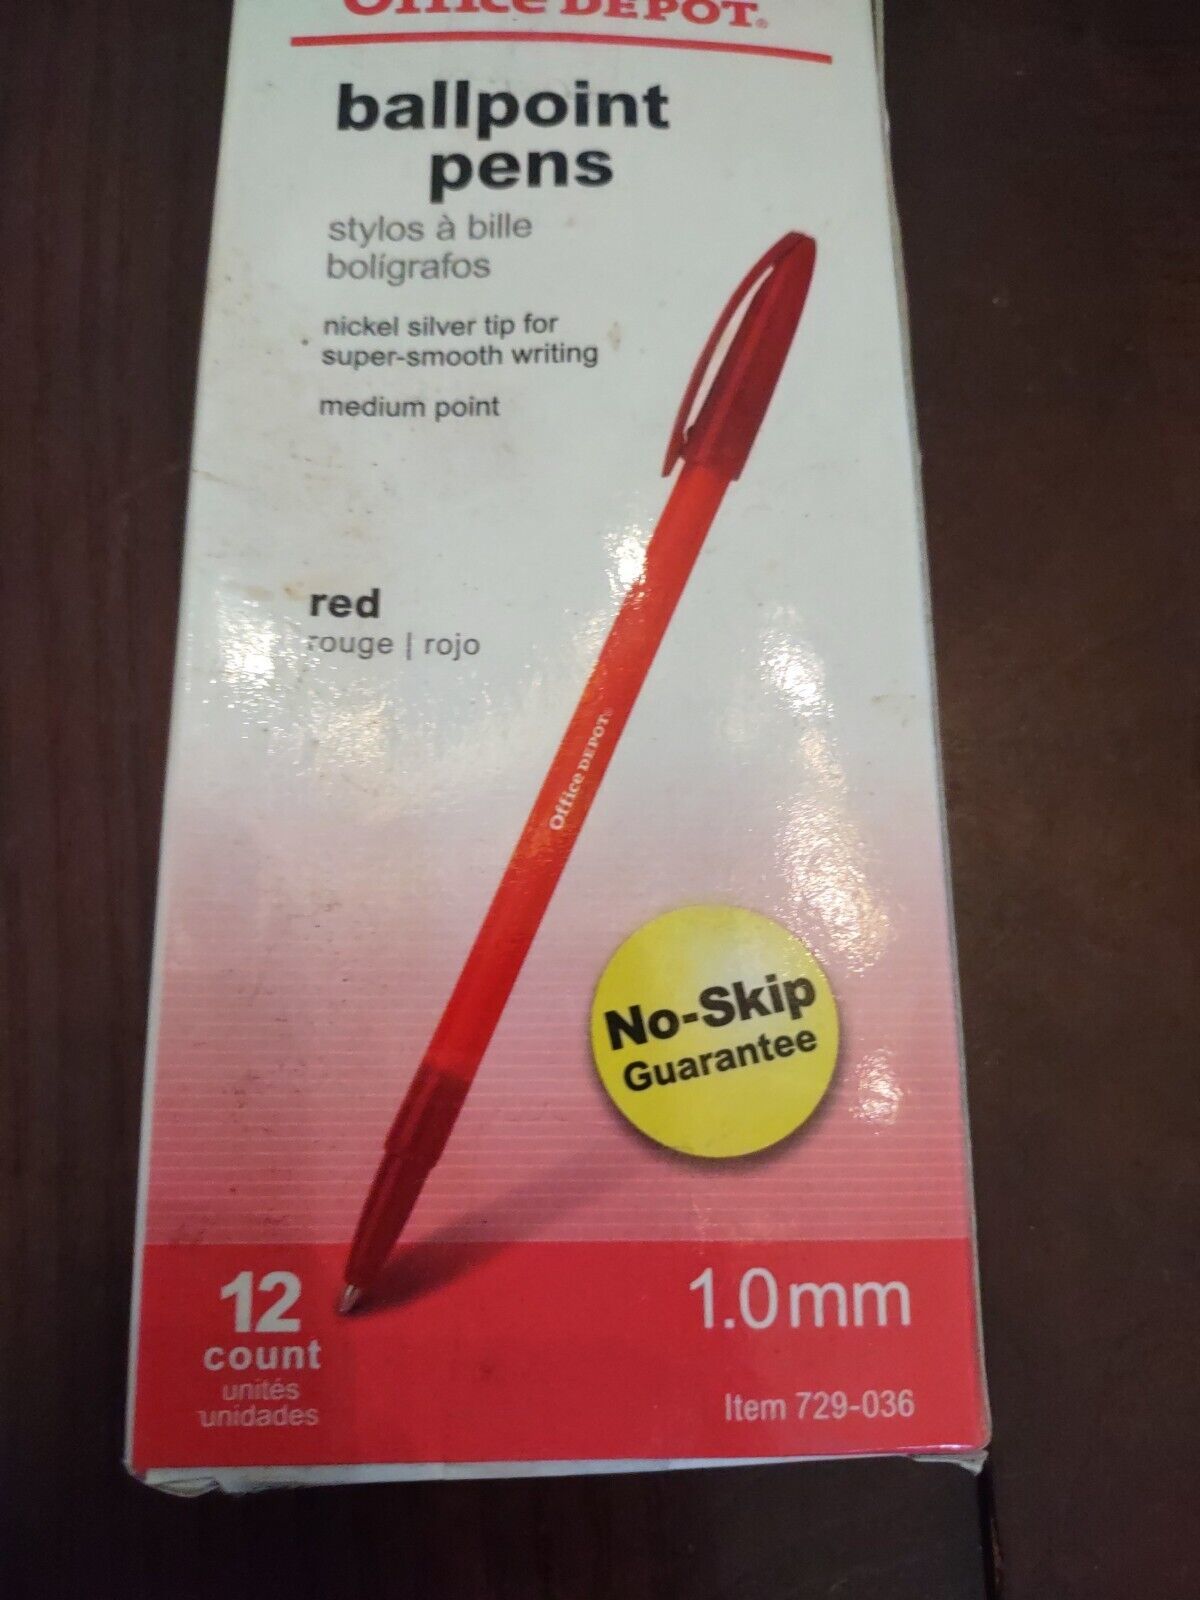 Office DEPOT®
ballpoint
pens
stylos à bille
bolígrafos
nickel silver tip for
super-smooth writing
medium point
red
rouge | rojo
Office DEPOT®
No-Skip
Guarantee
12
count
unités
unidades
1.0mm
Item 729-036